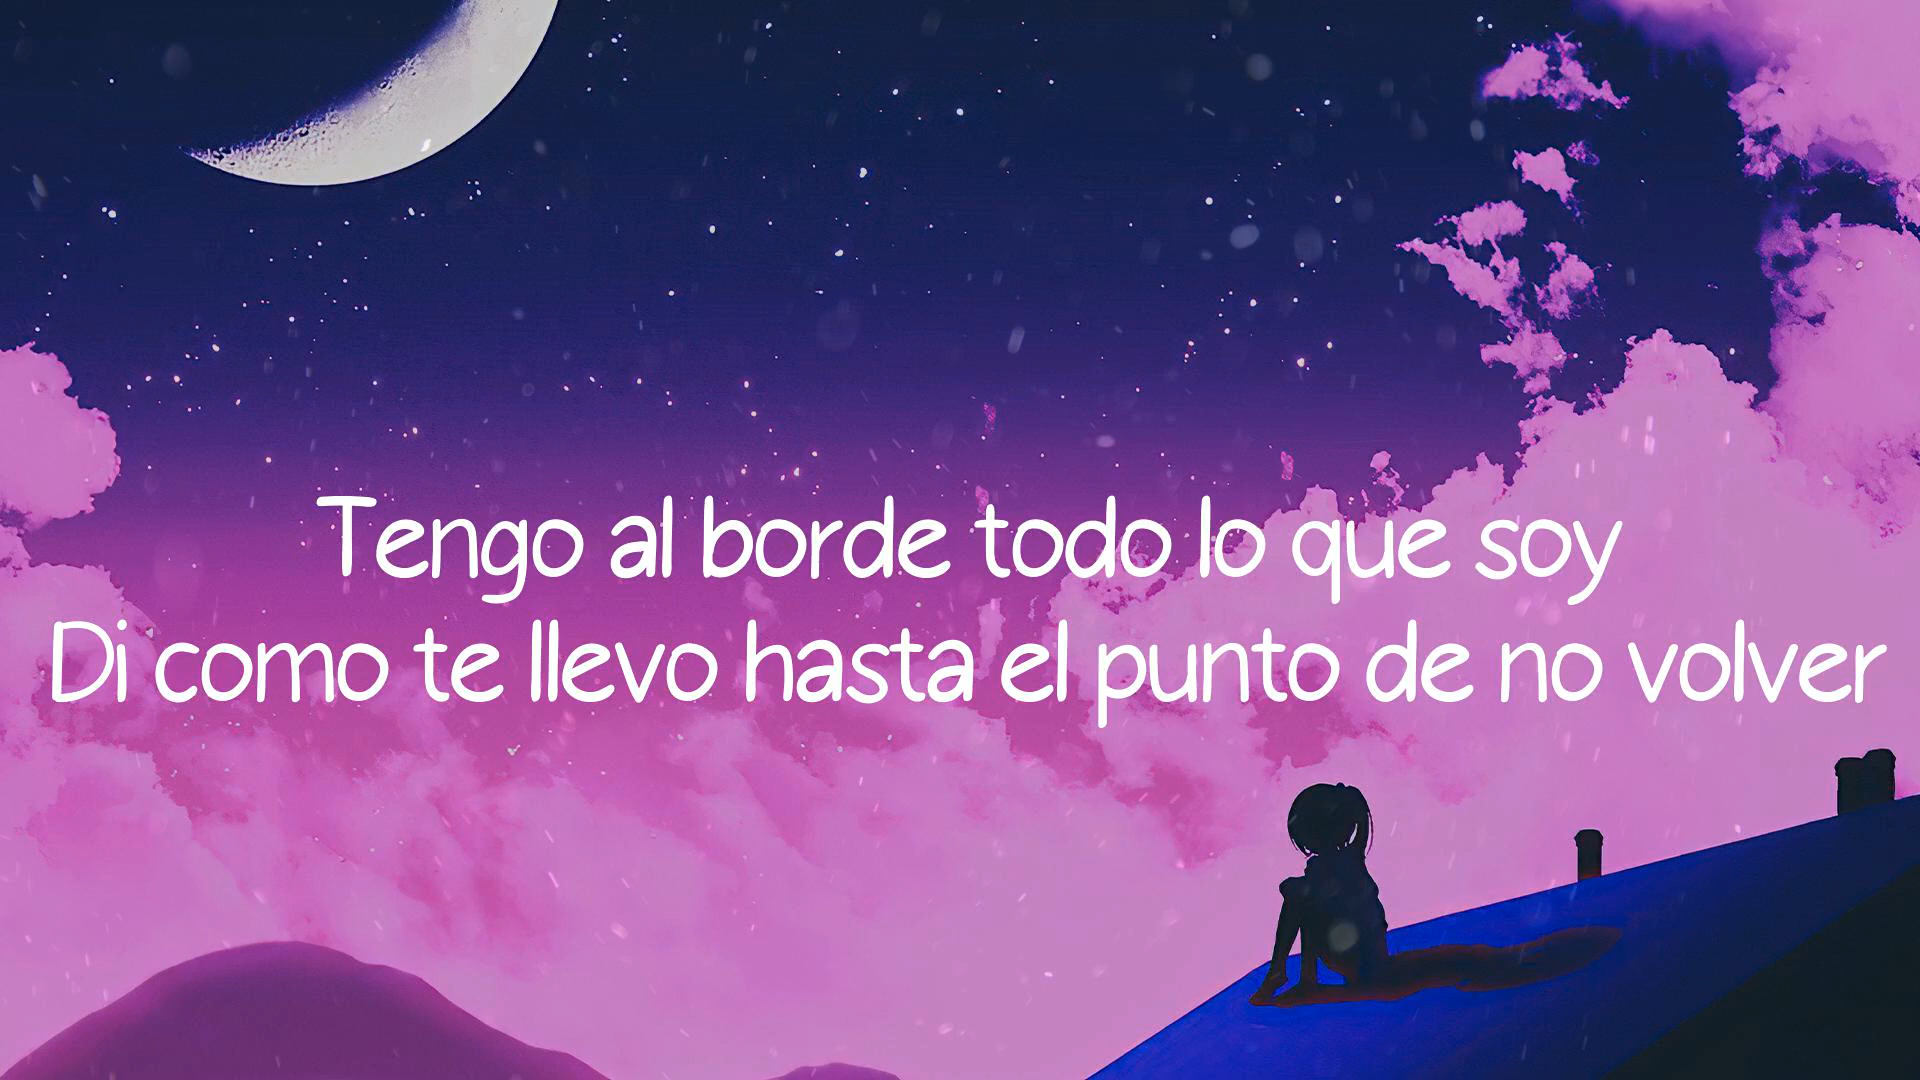 Tengo al borde todo lo que soy
Di como te llevo hasta el punto de no volver